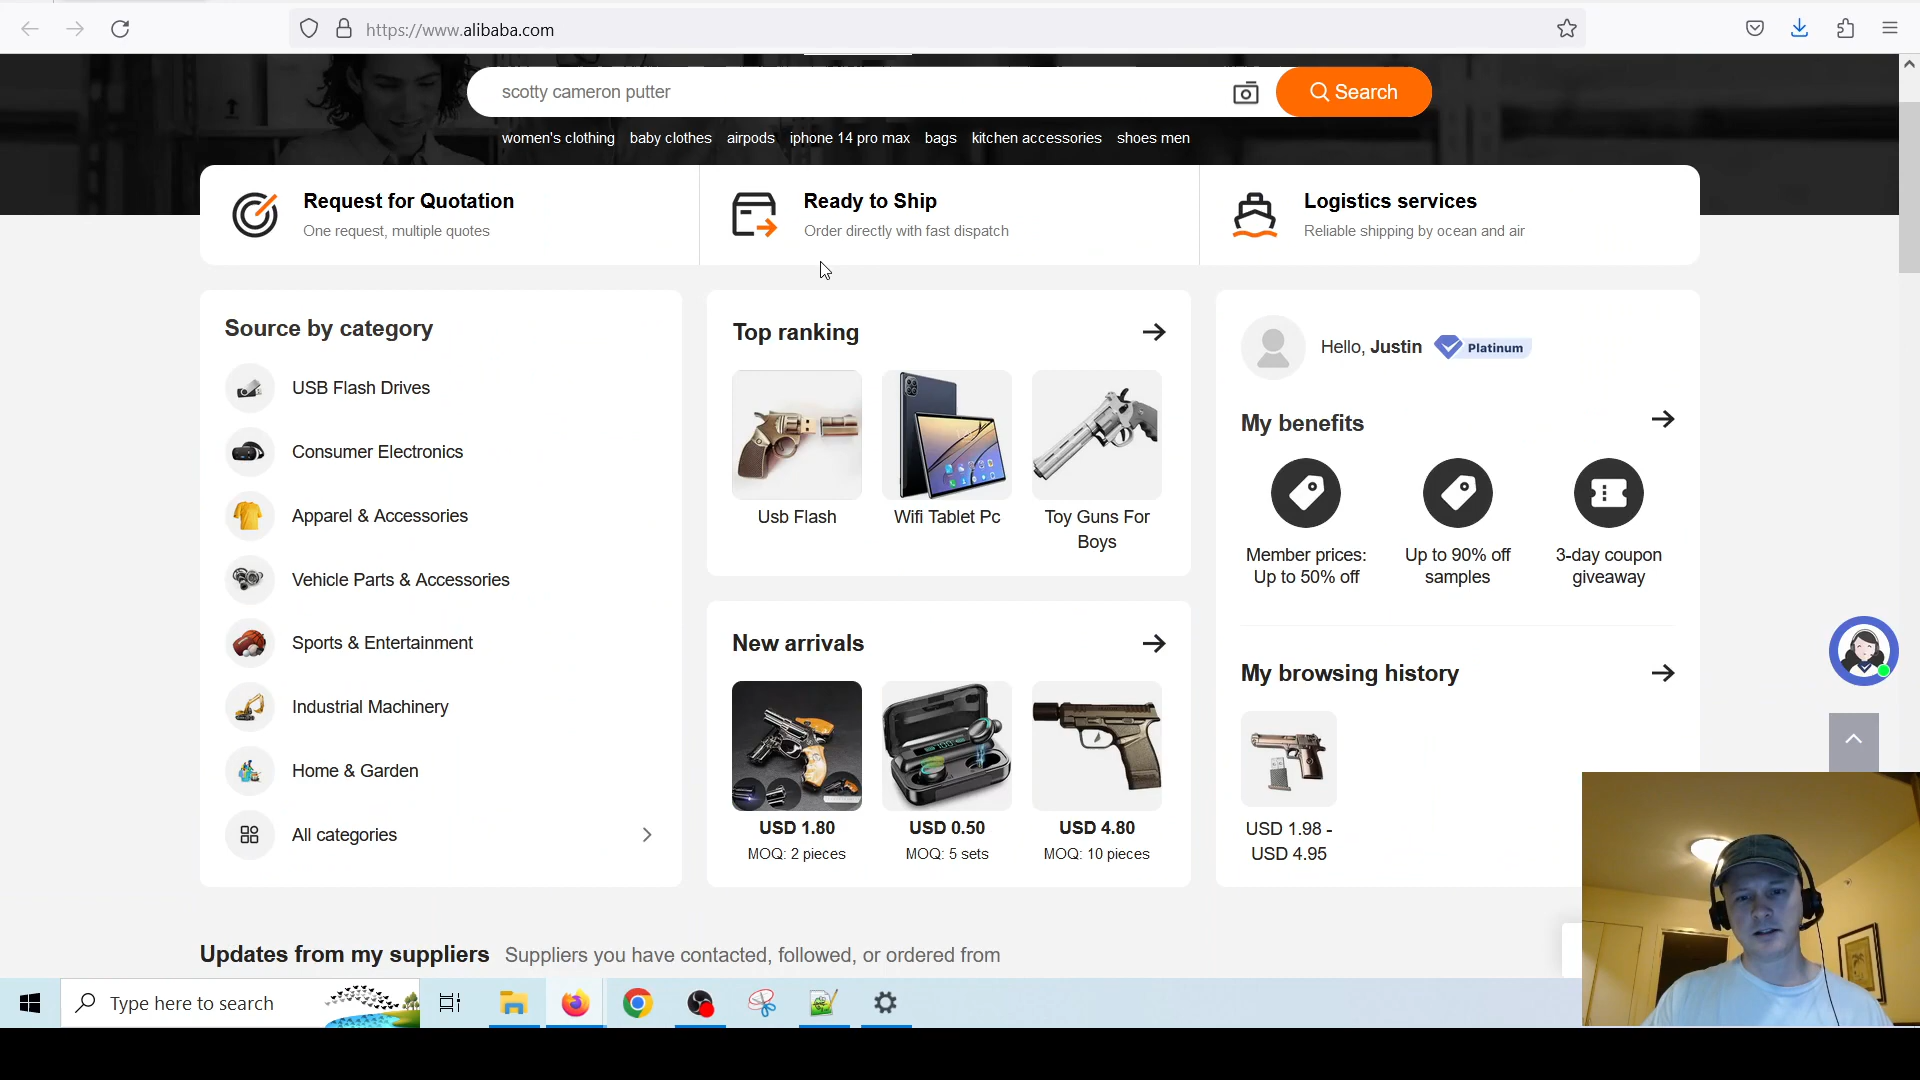 https://www.alibaba.com
scotty cameron putter
Search
women's clothing baby clothes airpods iphone 14 pro max bags kitchen accessories shoes men
Request for Quotation
One request, multiple quotes
Ready to Ship
Order directly with fast dispatch
Logistics services
Reliable shipping by ocean and air
Source by category
USB Flash Drives
Consumer Electronics
Apparel & Accessories
Vehicle Parts & Accessories
Sports & Entertainment
Industrial Machinery
Home & Garden
All categories
Top ranking
Usb Flash
Wifi Tablet Pc
Toy Guns For
Boys
New arrivals
USD 1.80
MOQ: 2 pieces
USD 0.50
MOQ: 5 sets
USD 4.80
MOQ: 10 pieces
Hello, Justin
Platinum
My benefits
Member prices:
Up to 50% off
Up to 90% off
samples
3-day coupon
giveaway
My browsing history
USD 1.98 -
USD 4.95
Updates from my suppliers Suppliers you have contacted, followed, or ordered from
Type here to search